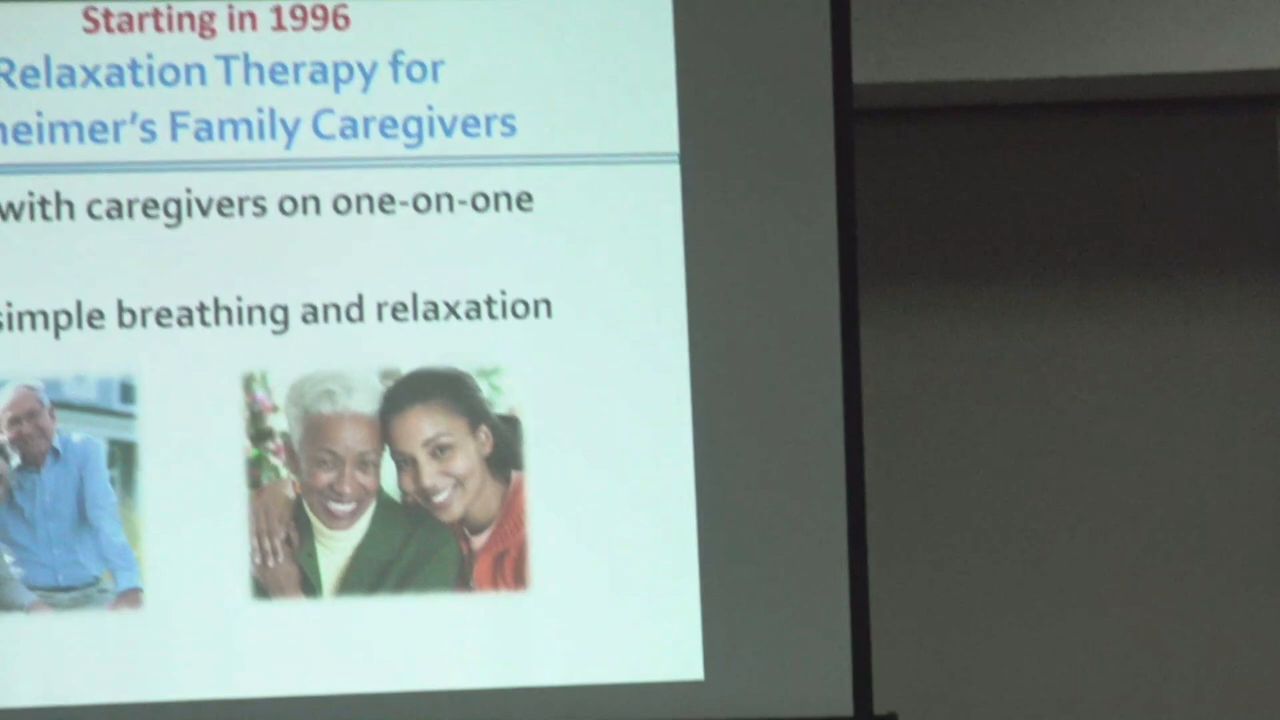 Starting in 1996
Relaxation Therapy for
heimer's Family Caregivers
with caregivers on one-on-one
simple breathing and relaxation